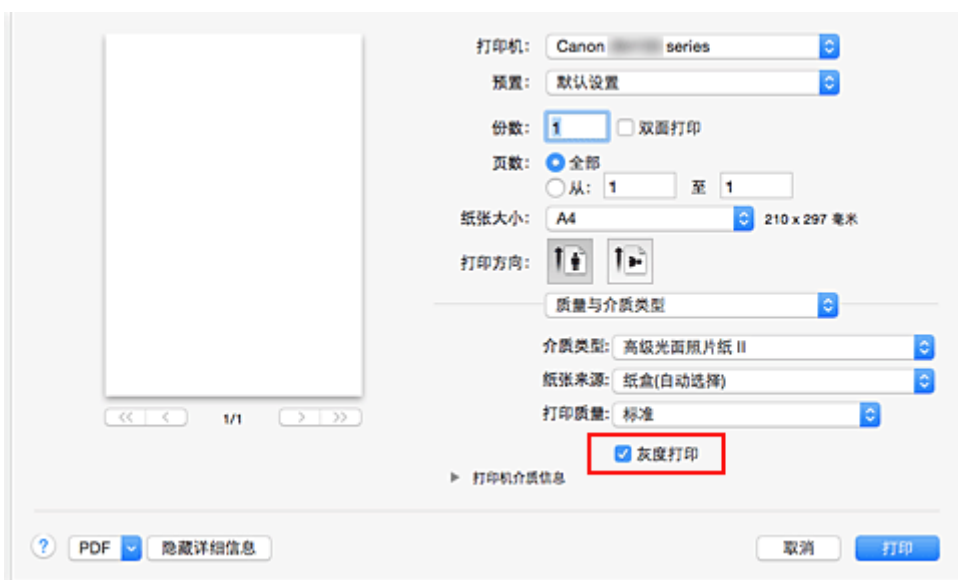 打印机: Canon series
预置: 默认设置
份数: 1 双面打印
页数: 全部
从: 1 至 1
纸张大小: A4 210 x 297 毫米
打印方向:
质量与介质类型
介质类型: 高级光面照片纸 II
纸张来源: 纸盒(自动选择)
打印质量: 标准
灰度打印
打印机介质信息
1/1
? PDF 隐藏详细信息 取消 打印